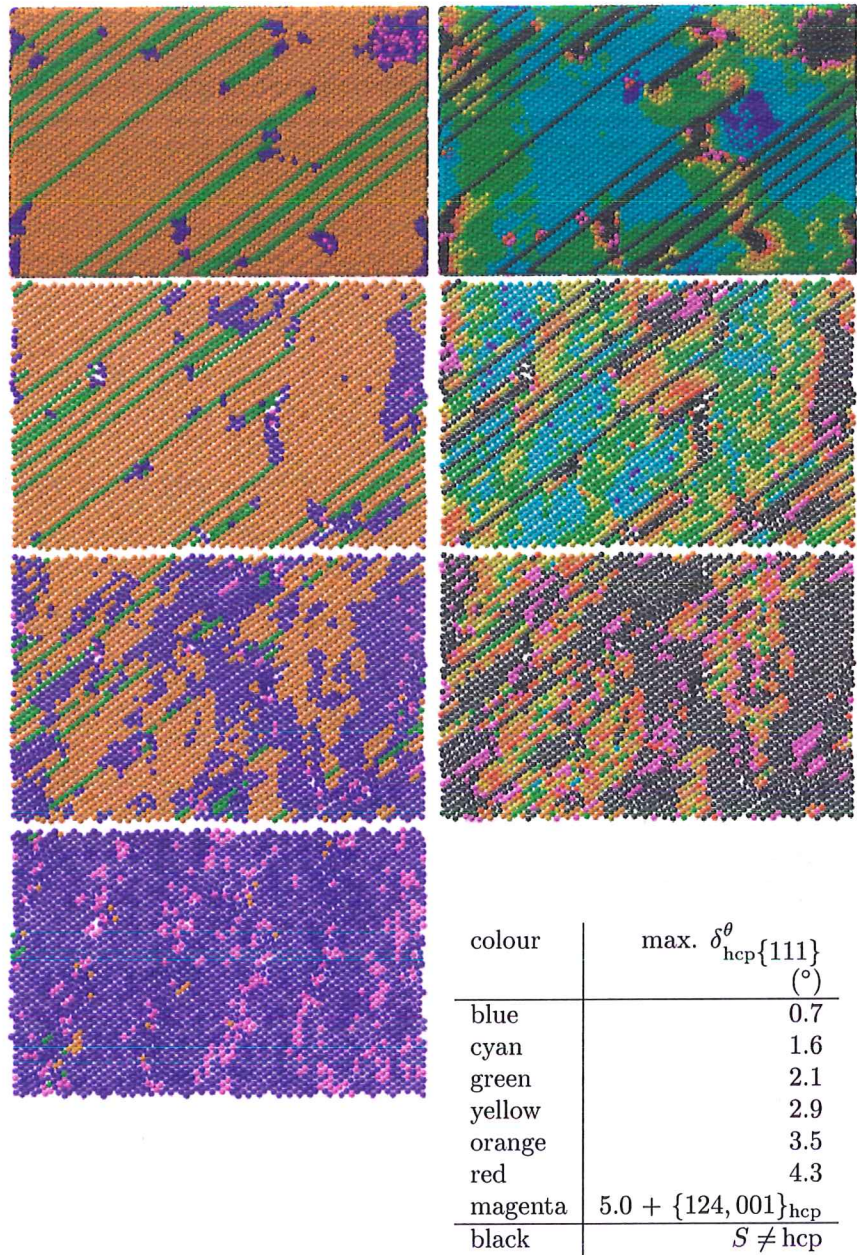 colour max. δ^θ_hcp{111}
(°)
blue 0.7
cyan 1.6
green 2.1
yellow 2.9
orange 3.5
red 4.3
magenta 5.0 + {124, 001}_hcp
black S ≠ hcp